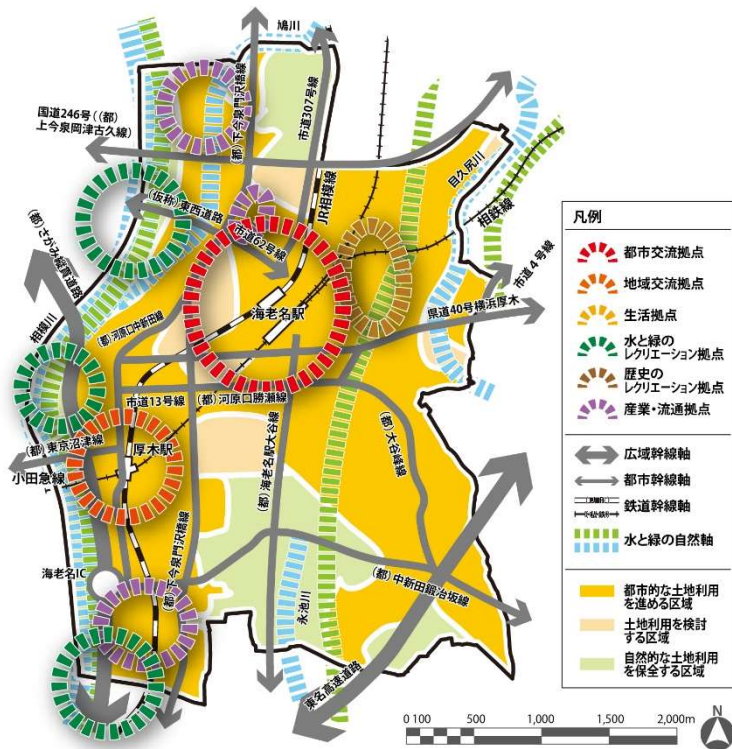 鳩川
国道246号((都)
上今泉岡津古久線)
(都)下今泉門沢橋線
市道307号線
JR相模線
目久尻川
相鉄線
(都)さがみ縦貫道路
(仮称)東西道路
市道62号線
市道4号線
相模川
海老名駅
県道40号横浜厚木
(都)河原口中新田線
市道13号線
(都)河原口勝瀬線
(都)東京沼津線
厚木駅
小田急線
(都)海老名駅大谷線
(都)大谷峰線
海老名IC
(都)下今泉門沢橋線
永池川
(都)中新田鍛冶坂線
東名高速道路
凡例
都市交流拠点
地域交流拠点
生活拠点
水と緑の
レクリエーション拠点
歴史の
レクリエーション拠点
産業・流通拠点
広域幹線軸
都市幹線軸
鉄道幹線軸
水と緑の自然軸
都市的な土地利用
を進める区域
土地利用を検討
する区域
自然的な土地利用
を保全する区域
0 100 500 1,000 1,500 2,000m
N